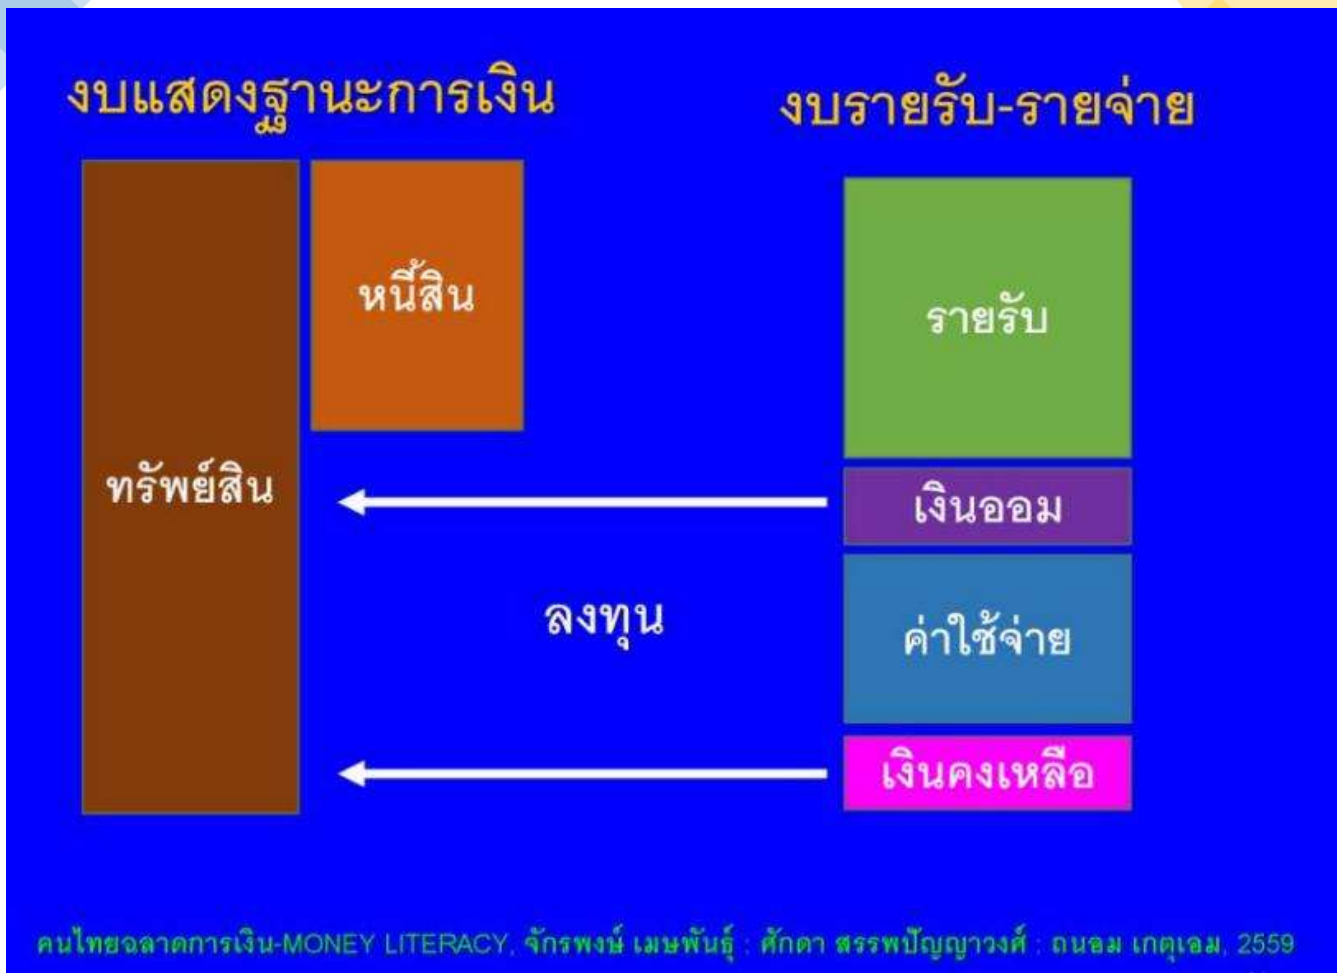 งบแสดงฐานะการเงิน
ทรัพย์สิน
หนี้สิน
ลงทุน
งบรายรับ-รายจ่าย
รายรับ
เงินออม
ค่าใช้จ่าย
เงินคงเหลือ
คนไทยฉลาดการเงิน-MONEY LITERACY, จักรพงษ์ เมษพันธุ์ : ศักดา สรรพปัญญาวงศ์ : ถนอม เกตุเอม, 2559